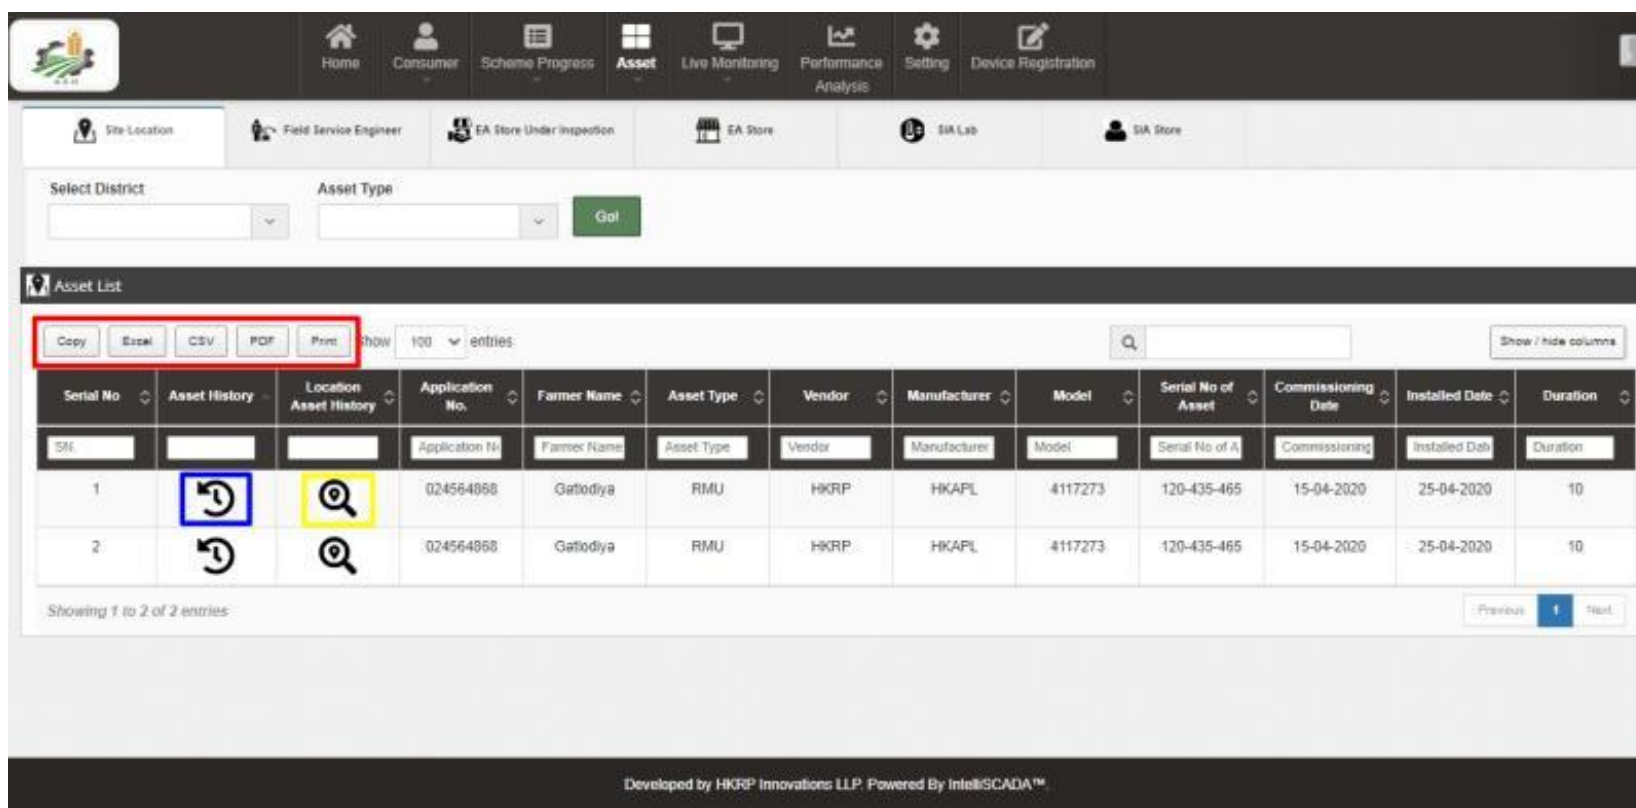 Home Consumer Scheme Progress Asset Live Monitoring Performance Analysis Setting Device Registration
Site Location Field Service Engineer EA Store Under Inspection EA Store SIA Lab SIA Store
Select District Asset Type
Go!
Asset List
Copy Excel CSV PDF Print Show 100 entries Show / hide columns
Serial No Asset History Location Asset History Application No. Farmer Name Asset Type Vendor Manufacturer Model Serial No of Asset Commissioning Date Installed Date Duration
SN. Application No Farmer Name Asset Type Vendor Manufacturer Model Serial No of A Commissioning Installed Dat Duration
1 024564868 Gatlodiya RMU HKRP HKAPL 4117273 120-435-465 15-04-2020 25-04-2020 10
2 024564868 Gatlodiya RMU HKRP HKAPL 4117273 120-435-465 15-04-2020 25-04-2020 10
Showing 1 to 2 of 2 entries Previous 1 Next
Developed by HKRP Innovations LLP. Powered By IntelliSCADA™.